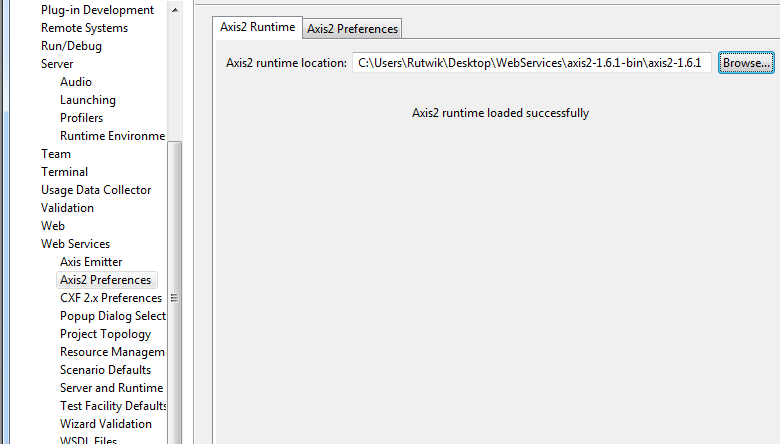 Plug-in Development
Remote Systems
Run/Debug
Server
Audio
Launching
Profilers
Runtime Environme
Team
Terminal
Usage Data Collector
Validation
Web
Web Services
Axis Emitter
Axis2 Preferences
CXF 2.x Preferences
Popup Dialog Select
Project Topology
Resource Managem
Scenario Defaults
Server and Runtime
Test Facility Defaults
Wizard Validation
WSDL Files
Axis2 Runtime
Axis2 Preferences
Axis2 runtime location:
C:\Users\Rutwik\Desktop\WebServices\axis2-1.6.1-bin\axis2-1.6.1
Browse...
Axis2 runtime loaded successfully